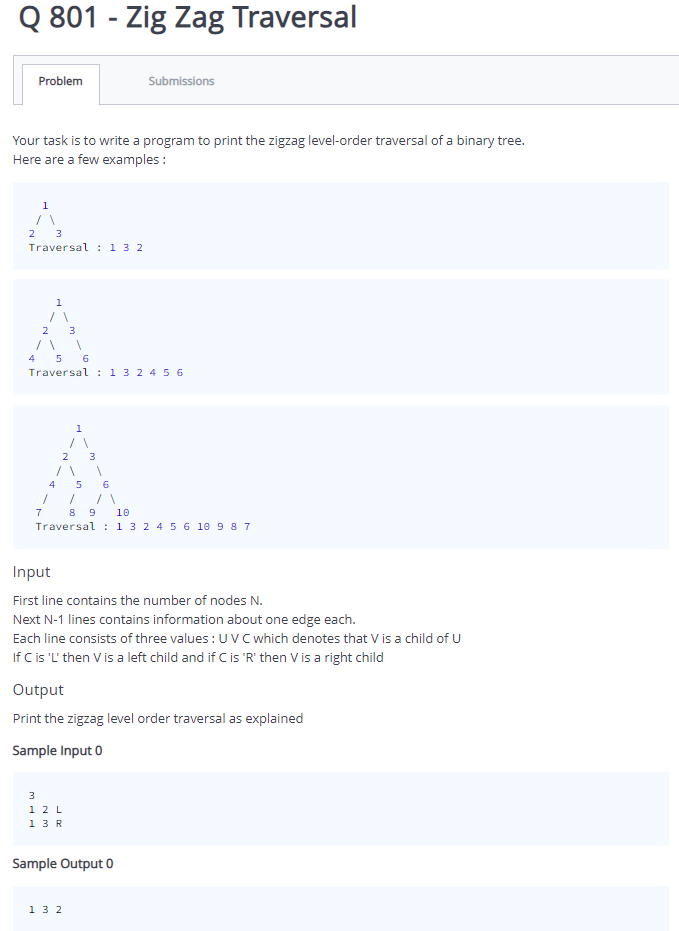 Q 801 - Zig Zag Traversal
Problem Submissions
Your task is to write a program to print the zigzag level-order traversal of a binary tree.
Here are a few examples :
1
/ \
2 3
Traversal : 1 3 2
1
/ \
2 3
/ \ \
4 5 6
Traversal : 1 3 2 4 5 6
1
/ \
2 3
/ \ \
4 5 6
/ / / \
7 8 9 10
Traversal : 1 3 2 4 5 6 10 9 8 7
Input
First line contains the number of nodes N.
Next N-1 lines contains information about one edge each.
Each line consists of three values : U V C which denotes that V is a child of U
If C is 'L' then V is a left child and if C is 'R' then V is a right child
Output
Print the zigzag level order traversal as explained
Sample Input 0
3
1 2 L
1 3 R
Sample Output 0
1 3 2